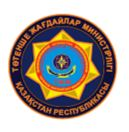 ТӨТЕНШЕ ЖАҒДАЙЛАР МИНИСТРЛІГІ
ҚАЗАҚСТАН РЕСПУБЛИКАСЫ